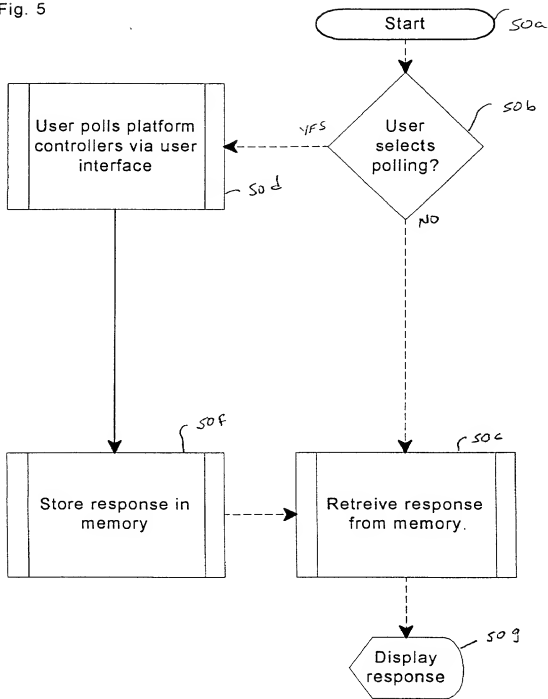 Fig. 5
Start
50a
User
selects
polling?
50b
YES
NO
User polls platform
controllers via user
interface
50d
Store response in
memory
50f
Retreive response
from memory.
50c
Display
response
50g